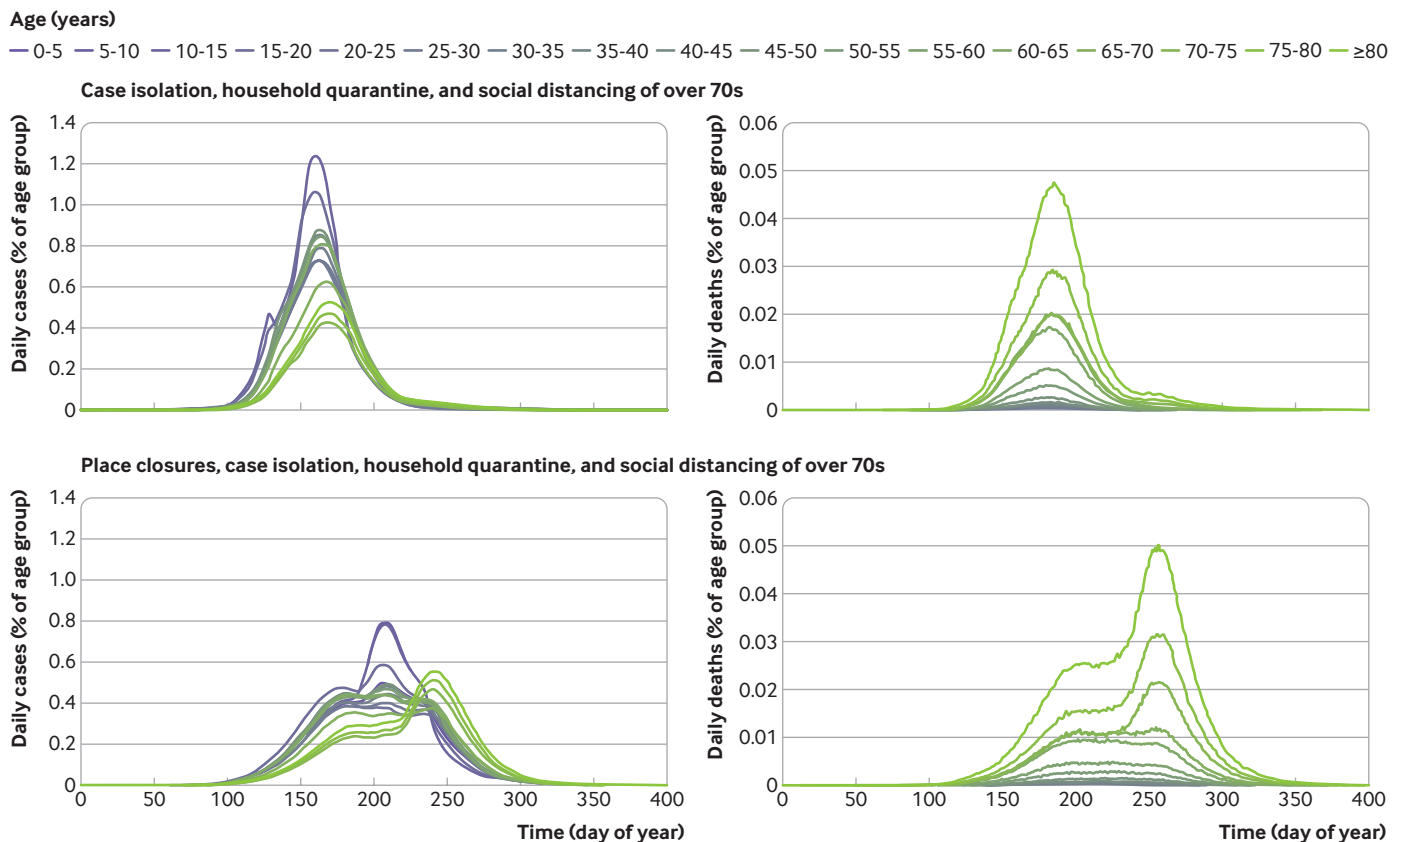 Age (years)
0-5 5-10 10-15 15-20 20-25 25-30 30-35 35-40 40-45 45-50 50-55 55-60 60-65 65-70 70-75 75-80 ≥80
Case isolation, household quarantine, and social distancing of over 70s
Daily cases (% of age group)
1.4
1.2
1.0
0.8
0.6
0.4
0.2
0
Daily deaths (% of age group)
0.06
0.05
0.04
0.03
0.02
0.01
0
Place closures, case isolation, household quarantine, and social distancing of over 70s
Daily cases (% of age group)
1.4
1.2
1.0
0.8
0.6
0.4
0.2
0
0 50 100 150 200 250 300 350 400
Time (day of year)
Daily deaths (% of age group)
0.06
0.05
0.04
0.03
0.02
0.01
0
0 50 100 150 200 250 300 350 400
Time (day of year)